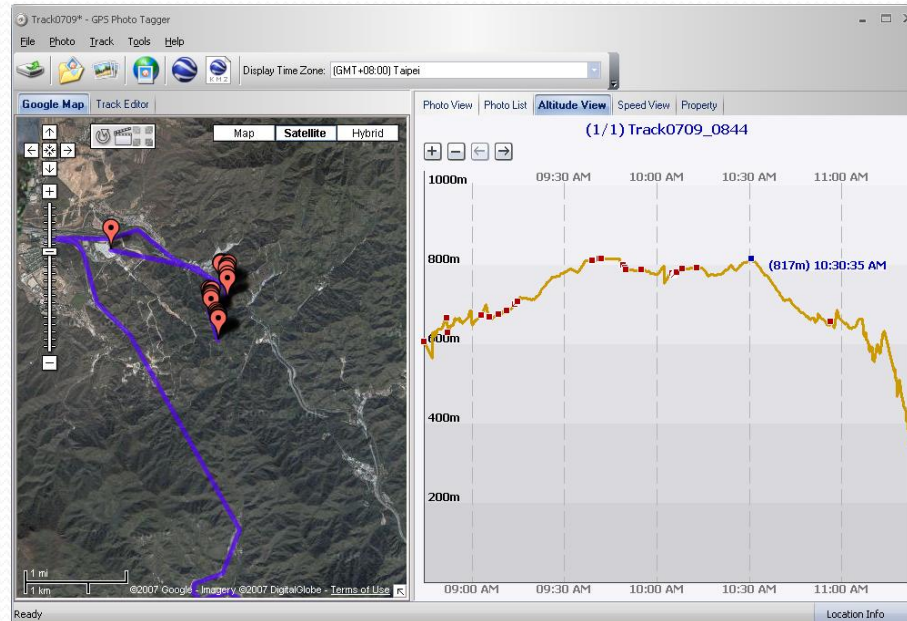 Track0709* - GPS Photo Tagger
File Photo Track Tools Help
KMZ
Display Time Zone: (GMT+08:00) Taipei
Google Map Track Editor
Map Satellite Hybrid
1 mi
1 km
©2007 Google - Imagery ©2007 DigitalGlobe - Terms of Use
Photo View Photo List Altitude View Speed View Property
(1/1) Track0709_0844
1000m 09:30 AM 10:00 AM 10:30 AM 11:00 AM
800m
(817m) 10:30:35 AM
600m
400m
200m
09:00 AM 09:30 AM 10:00 AM 10:30 AM 11:00 AM
Ready Location Info